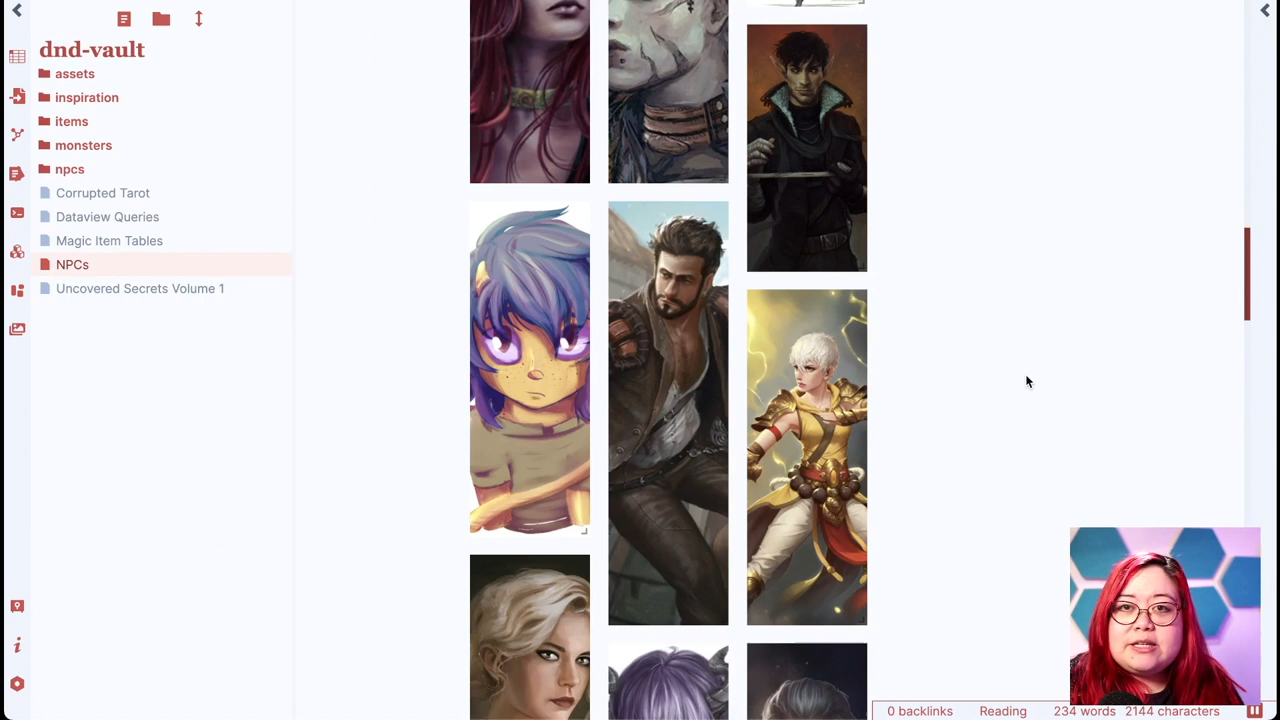 dnd-vault
assets
inspiration
items
monsters
npcs
Corrupted Tarot
Dataview Queries
Magic Item Tables
NPCs
Uncovered Secrets Volume 1
0 backlinks Reading 234 words 2144 characters